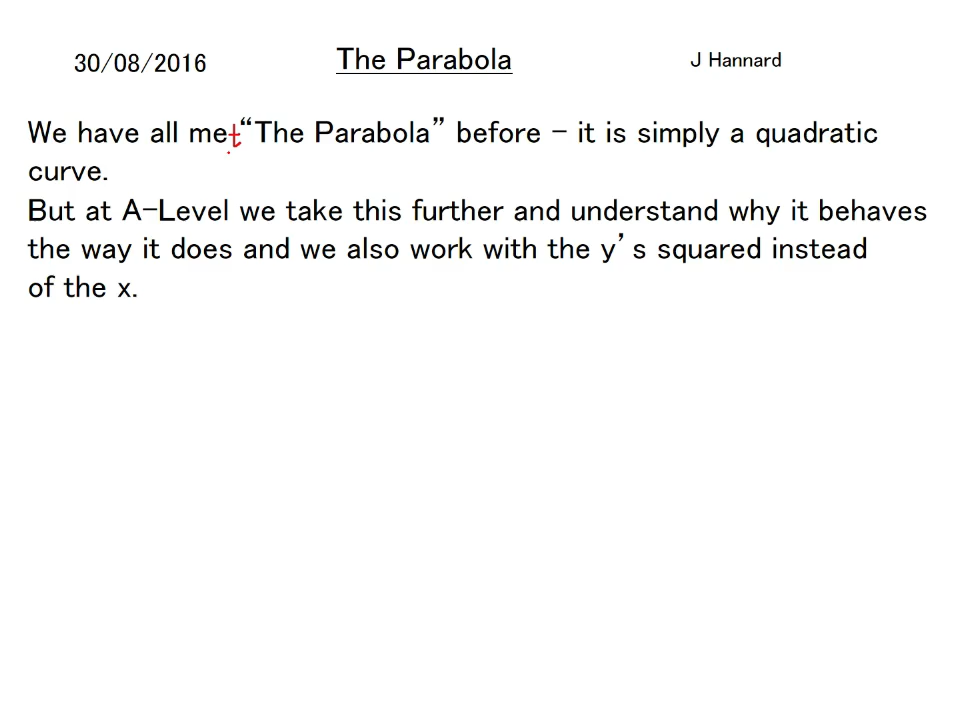 30/08/2016 The Parabola J Hannard
We have all met “The Parabola” before - it is simply a quadratic
curve.
But at A-Level we take this further and understand why it behaves
the way it does and we also work with the y’s squared instead
of the x.